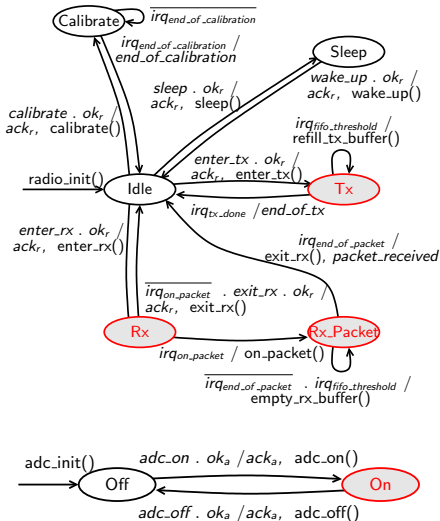 Calibrate
irq_end_of_calibration
irq_end_of_calibration /
end_of_calibration
Sleep
sleep . ok_r /
ack_r, sleep()
wake_up . ok_r /
ack_r, wake_up()
calibrate . ok_r /
ack_r, calibrate()
irq_fifo_threshold /
refill_tx_buffer()
radio_init()
Idle
enter_tx . ok_r /
ack_r, enter_tx()
Tx
irq_tx_done / end_of_tx
enter_rx . ok_r /
ack_r, enter_rx()
irq_end_of_packet /
exit_rx(), packet_received
irq_on_packet . exit_rx . ok_r /
ack_r, exit_rx()
Rx
Rx_Packet
irq_on_packet / on_packet()
irq_end_of_packet . irq_fifo_threshold /
empty_rx_buffer()
adc_init()
Off
adc_on . ok_a / ack_a, adc_on()
On
adc_off . ok_a / ack_a, adc_off()